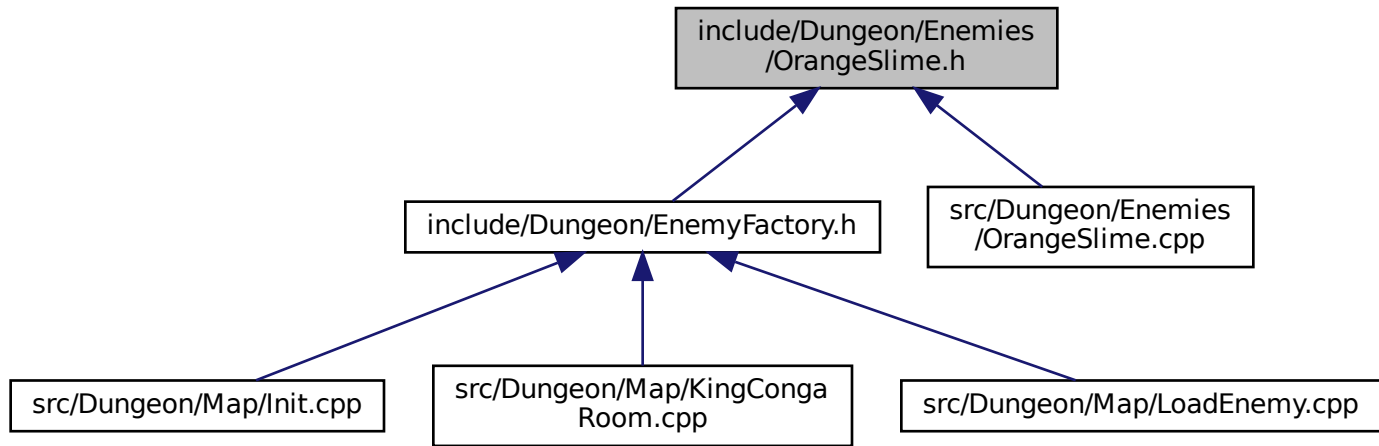 include/Dungeon/Enemies
/OrangeSlime.h
include/Dungeon/EnemyFactory.h
src/Dungeon/Enemies
/OrangeSlime.cpp
src/Dungeon/Map/Init.cpp
src/Dungeon/Map/KingConga
Room.cpp
src/Dungeon/Map/LoadEnemy.cpp